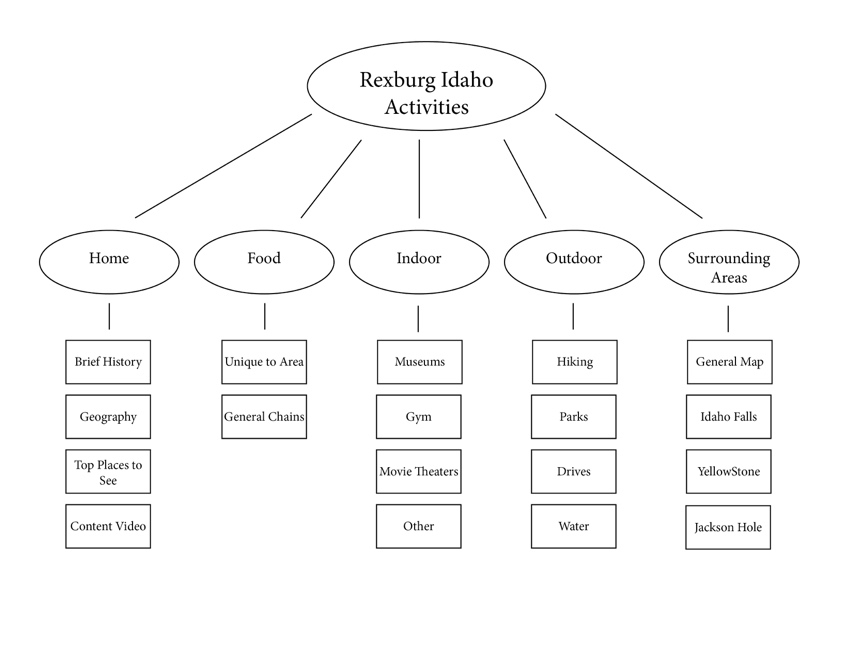 Rexburg Idaho
Activities
Home
Food
Indoor
Outdoor
Surrounding
Areas
Brief History
Unique to Area
Museums
Hiking
General Map
Geography
General Chains
Gym
Parks
Idaho Falls
Top Places to
See
Movie Theaters
Drives
YellowStone
Content Video
Other
Water
Jackson Hole